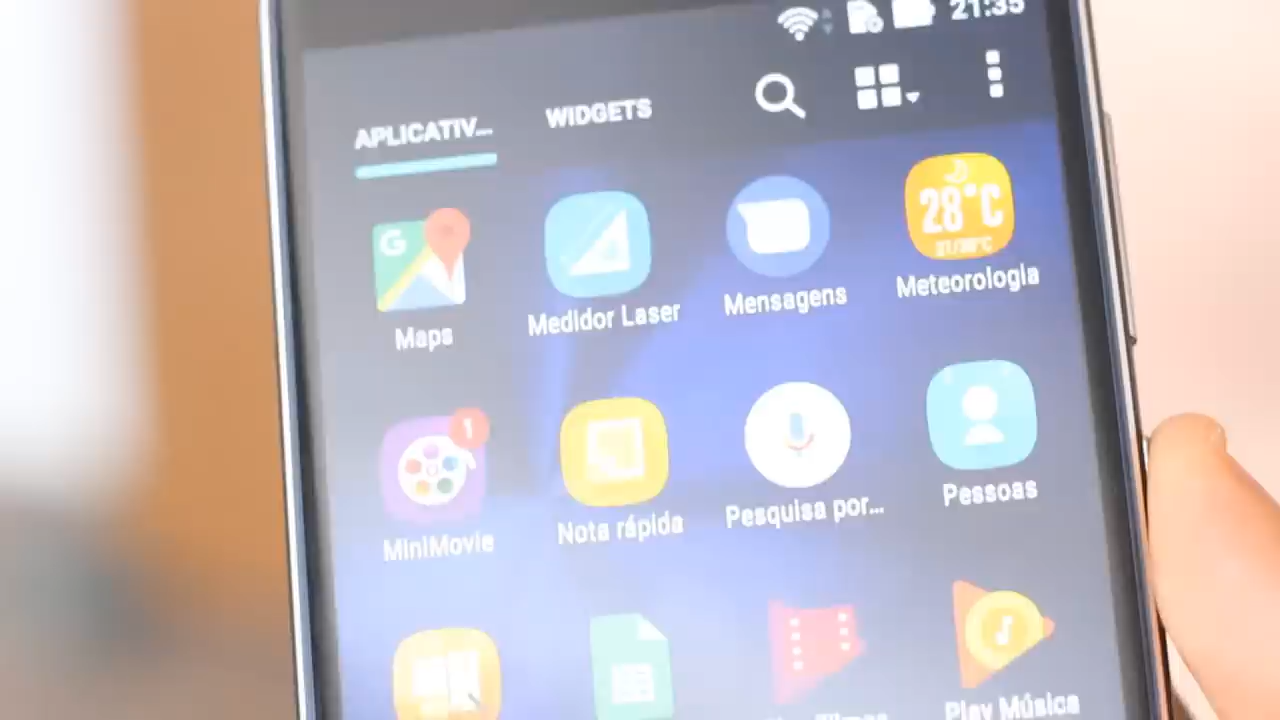 21:35
APLICATIV...
WIDGETS
G
28°C
Maps
Medidor Laser
Mensagens
Meteorologia
1
MiniMovie
Nota rápida
Pesquisa por...
Pessoas
Filmes
Play Música